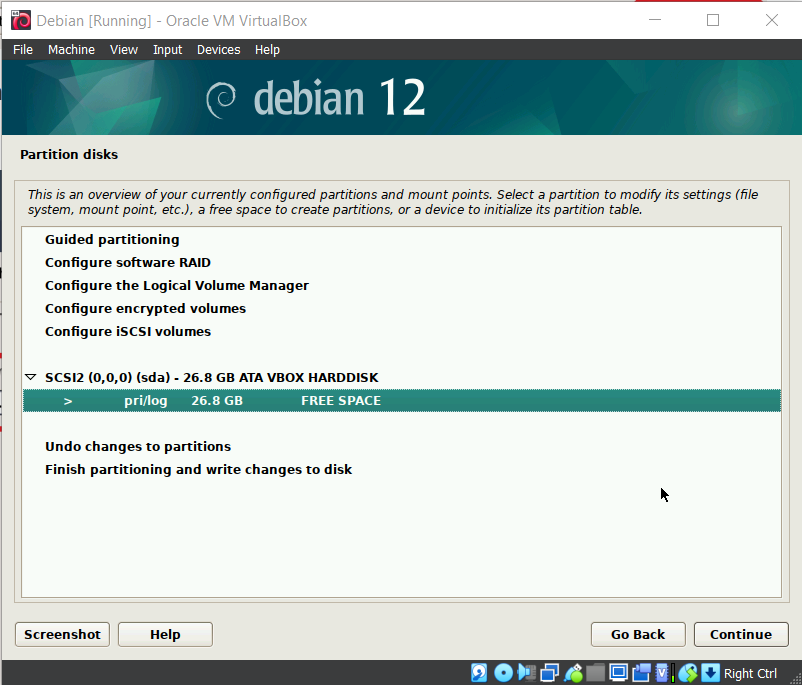 Debian [Running] - Oracle VM VirtualBox
File Machine View Input Devices Help
debian 12
Partition disks
This is an overview of your currently configured partitions and mount points. Select a partition to modify its settings (file
system, mount point, etc.), a free space to create partitions, or a device to initialize its partition table.
Guided partitioning
Configure software RAID
Configure the Logical Volume Manager
Configure encrypted volumes
Configure iSCSI volumes
SCSI2 (0,0,0) (sda) - 26.8 GB ATA VBOX HARDDISK
> pri/log 26.8 GB FREE SPACE
Undo changes to partitions
Finish partitioning and write changes to disk
Screenshot Help Go Back Continue
Right Ctrl